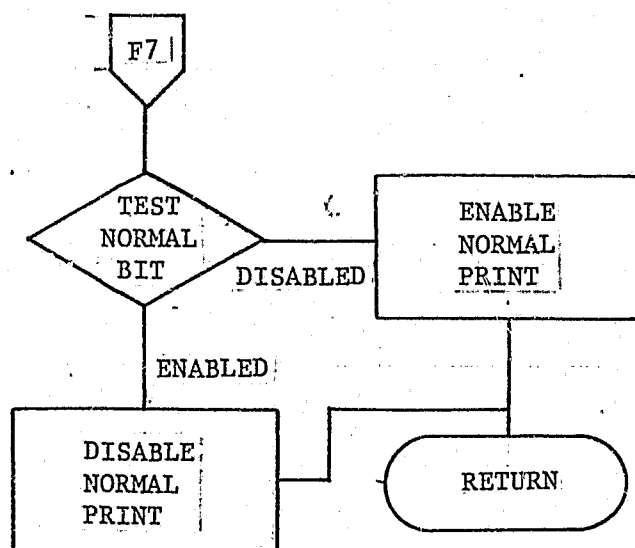 F7
TEST
NORMAL
BIT
DISABLED
ENABLE
NORMAL
PRINT
ENABLED
DISABLE
NORMAL
PRINT
RETURN